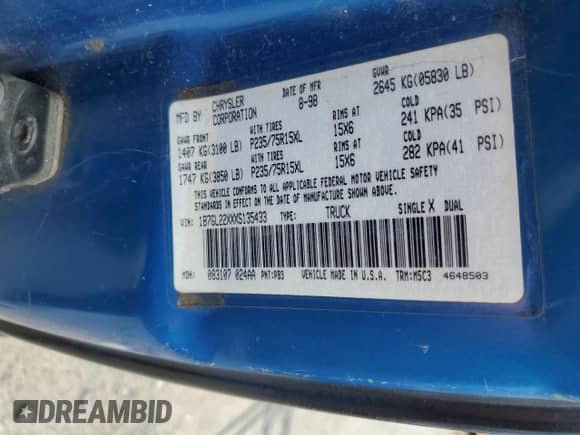 MFD BY CHRYSLER CORPORATION DATE OF MFR 8-98 GVWR 2645 KG(05830 LB)
GAWR FRONT WITH TIRES RIMS AT COLD
1407 KG(3100 LB) P235/75R15XL 15X6 241 KPA(35 PSI)
GAWR REAR WITH TIRES RIMS AT COLD
1747 KG(3850 LB) P235/75R15XL 15X6 282 KPA(41 PSI)
THIS VEHICLE CONFORMS TO ALL APPLICABLE FEDERAL MOTOR VEHICLE SAFETY
STANDARDS IN EFFECT ON THE DATE OF MANUFACTURE SHOWN ABOVE.
VIN: 1B7GL22XXXS135433 TYPE: TRUCK SINGLE X DUAL
MDH: 083107 024AA PNT:PB3 VEHICLE MADE IN U.S.A. TRM:MSC3 4648503
DREAMBID